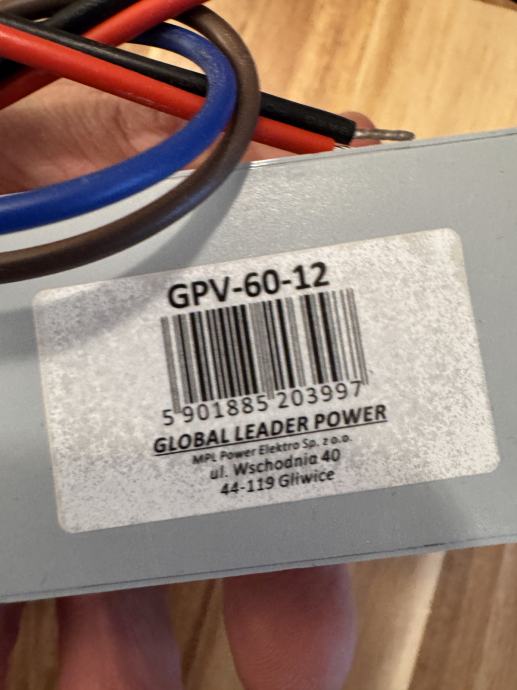 GPV-60-12
5 901885 203997
GLOBAL LEADER POWER
MPL Power Elektro Sp. z o.o.
ul. Wschodnia 40
44-119 Gliwice